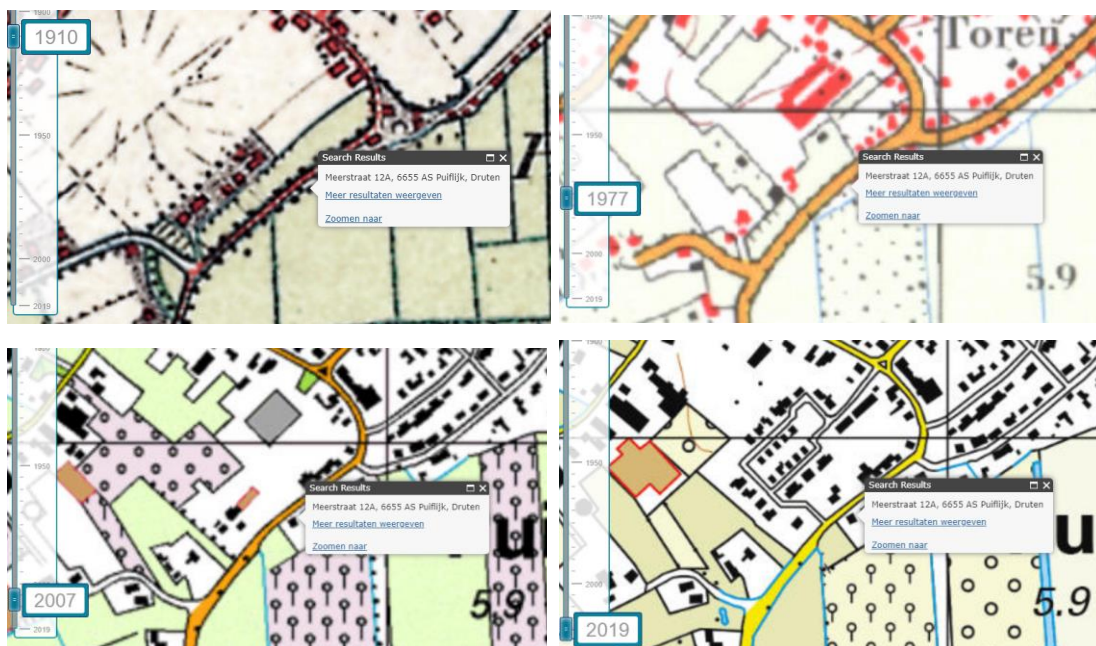 1900
1910
1950
2000
2019
Search Results
Meerstraat 12A, 6655 AS Puiflijk, Druten
Meer resultaten weergeven
Zoomen naar
1900
Toren
1950
1977
2000
2019
5.9
Search Results
Meerstraat 12A, 6655 AS Puiflijk, Druten
Meer resultaten weergeven
Zoomen naar
1950
2007
2019
5.9
Search Results
Meerstraat 12A, 6655 AS Puiflijk, Druten
Meer resultaten weergeven
Zoomen naar
1900
1950
2000
2019
5.9
Search Results
Meerstraat 12A, 6655 AS Puiflijk, Druten
Meer resultaten weergeven
Zoomen naar